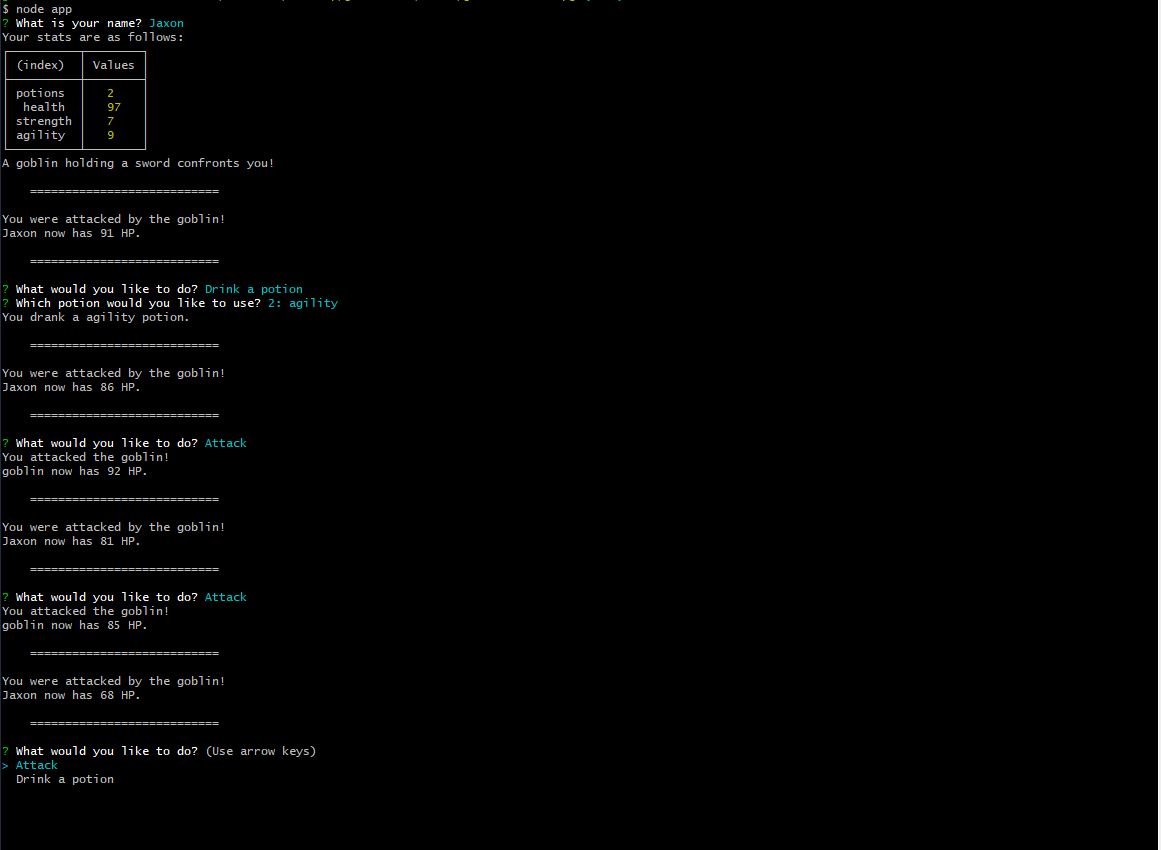 $ node app
? What is your name? Jaxon
Your stats are as follows:
(index) Values
potions 2
health 97
strength 7
agility 9
A goblin holding a sword confronts you!
===========================
You were attacked by the goblin!
Jaxon now has 91 HP.
===========================
? What would you like to do? Drink a potion
? Which potion would you like to use? 2: agility
You drank a agility potion.
===========================
You were attacked by the goblin!
Jaxon now has 86 HP.
===========================
? What would you like to do? Attack
You attacked the goblin!
goblin now has 92 HP.
===========================
You were attacked by the goblin!
Jaxon now has 81 HP.
===========================
? What would you like to do? Attack
You attacked the goblin!
goblin now has 85 HP.
===========================
You were attacked by the goblin!
Jaxon now has 68 HP.
===========================
? What would you like to do? (Use arrow keys)
> Attack
Drink a potion